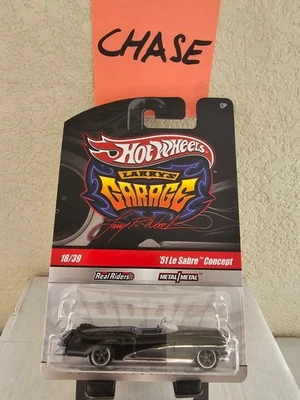 CHASE
Hot Wheels
LARRY'S
GARAGE
18/39
'51 Le Sabre™ Concept
Real Riders
METAL/METAL